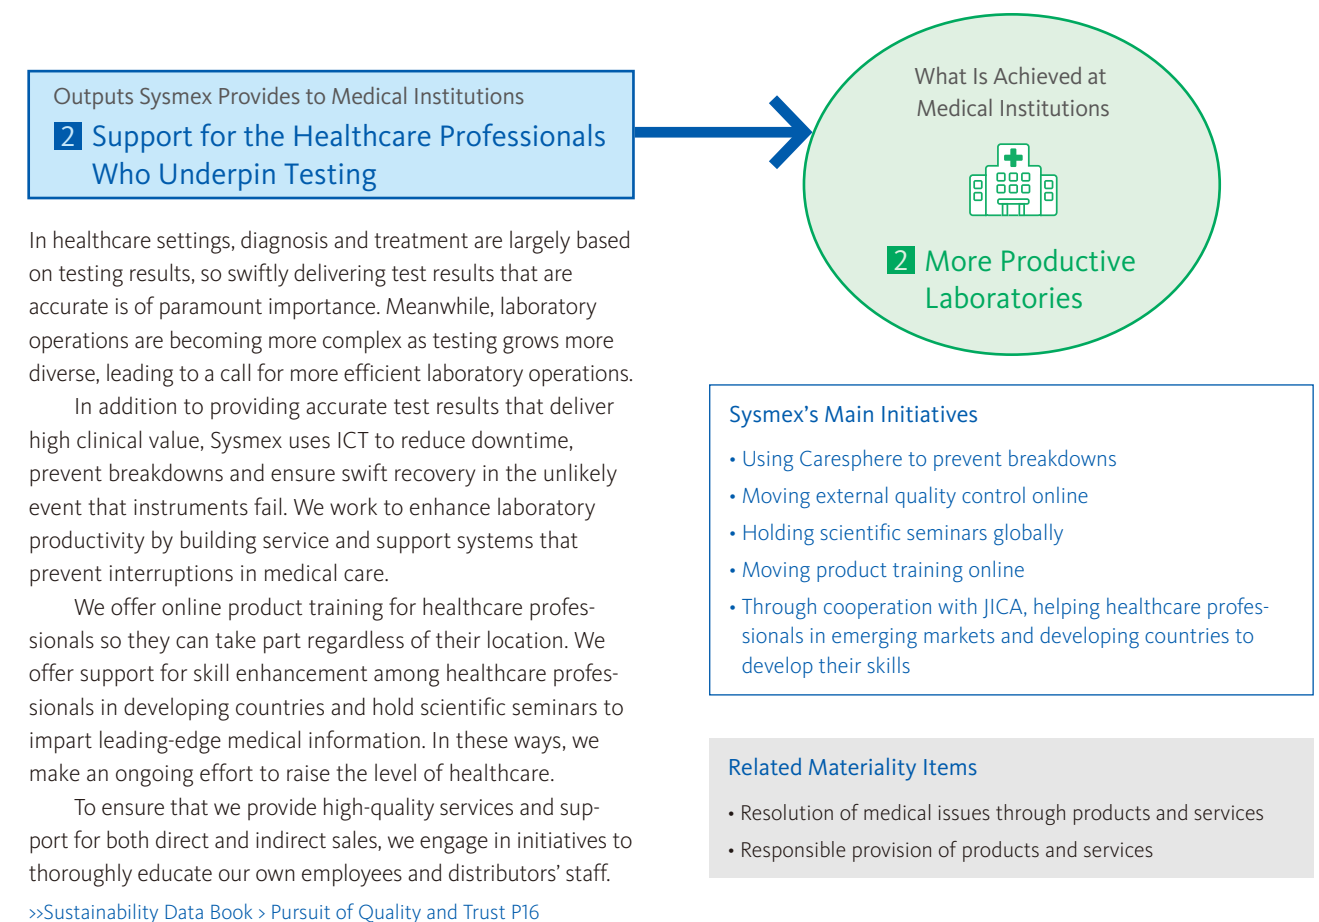 Outputs Sysmex Provides to Medical Institutions
2 Support for the Healthcare Professionals
Who Underpin Testing
What Is Achieved at
Medical Institutions
2 More Productive
Laboratories
In healthcare settings, diagnosis and treatment are largely based
on testing results, so swiftly delivering test results that are
accurate is of paramount importance. Meanwhile, laboratory
operations are becoming more complex as testing grows more
diverse, leading to a call for more efficient laboratory operations.
In addition to providing accurate test results that deliver
high clinical value, Sysmex uses ICT to reduce downtime,
prevent breakdowns and ensure swift recovery in the unlikely
event that instruments fail. We work to enhance laboratory
productivity by building service and support systems that
prevent interruptions in medical care.
We offer online product training for healthcare profes-
sionals so they can take part regardless of their location. We
offer support for skill enhancement among healthcare profes-
sionals in developing countries and hold scientific seminars to
impart leading-edge medical information. In these ways, we
make an ongoing effort to raise the level of healthcare.
To ensure that we provide high-quality services and sup-
port for both direct and indirect sales, we engage in initiatives to
thoroughly educate our own employees and distributors’ staff.
>>Sustainability Data Book > Pursuit of Quality and Trust P16
Sysmex’s Main Initiatives
• Using Caresphere to prevent breakdowns
• Moving external quality control online
• Holding scientific seminars globally
• Moving product training online
• Through cooperation with JICA, helping healthcare profes-
sionals in emerging markets and developing countries to
develop their skills
Related Materiality Items
• Resolution of medical issues through products and services
• Responsible provision of products and services